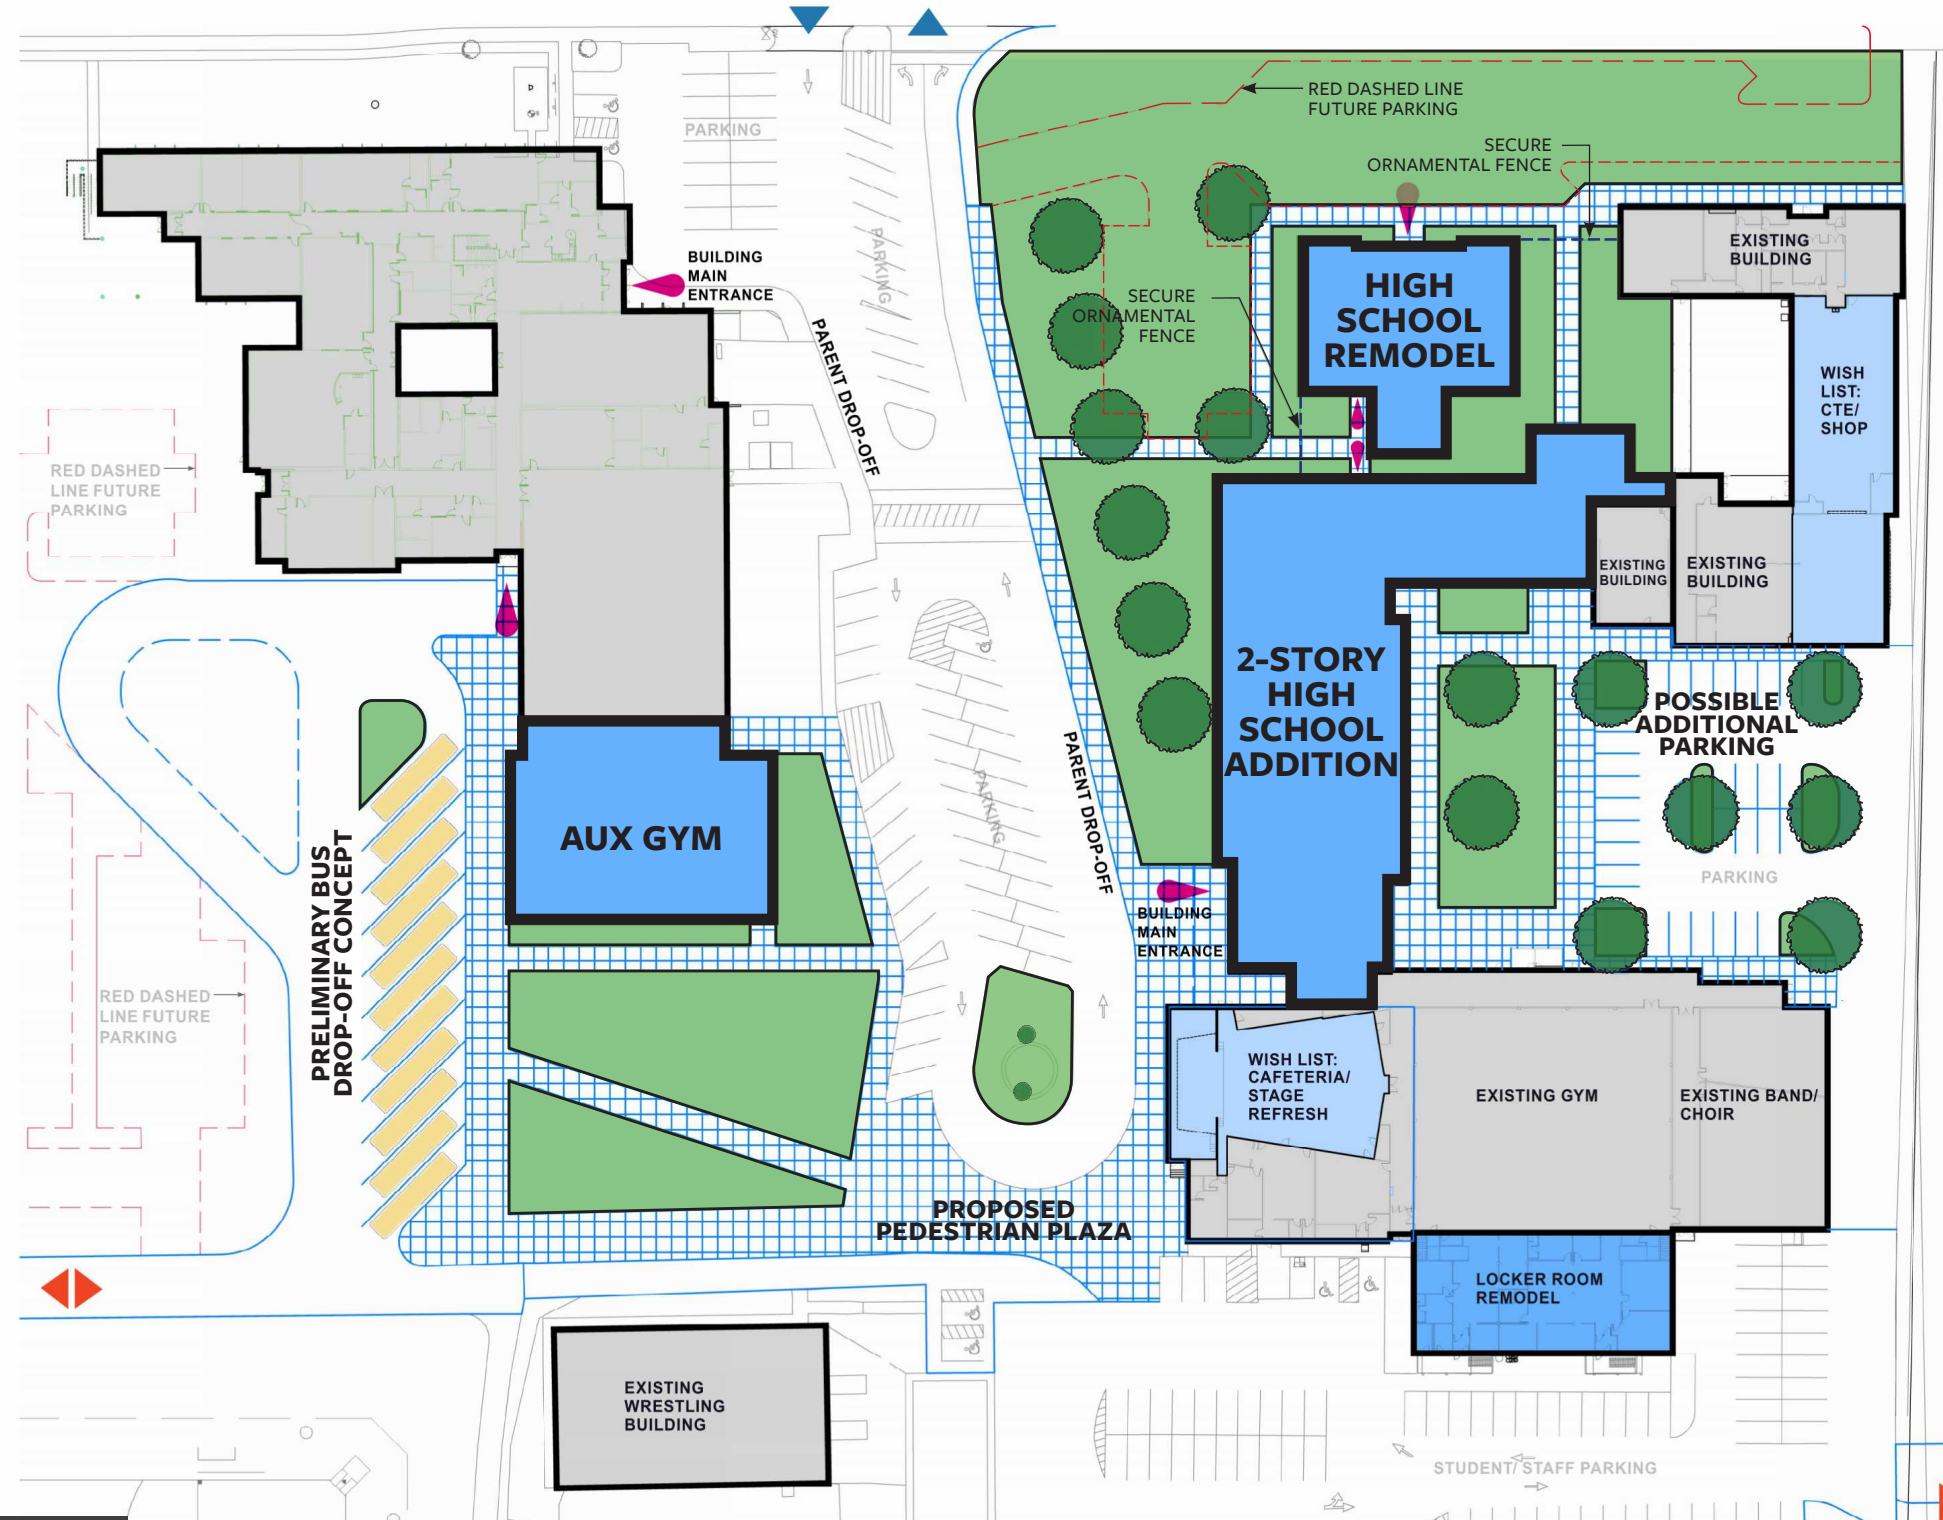 RED DASHED LINE
FUTURE PARKING
PARKING
SECURE
ORNAMENTAL FENCE
EXISTING
BUILDING
BUILDING
MAIN
ENTRANCE
PARKING
HIGH
SCHOOL
REMODEL
SECURE
ORNAMENTAL
FENCE
PARENT DROP-OFF
WISH
LIST:
CTE/
SHOP
RED DASHED
LINE FUTURE
PARKING
EXISTING
BUILDING
EXISTING
BUILDING
2-STORY
HIGH
SCHOOL
ADDITION
POSSIBLE
ADDITIONAL
PARKING
PARKING
PARENT DROP-OFF
AUX GYM
PRELIMINARY BUS
DROP-OFF CONCEPT
PARKING
BUILDING
MAIN
ENTRANCE
RED DASHED
LINE FUTURE
PARKING
WISH LIST:
CAFETERIA/
STAGE
REFRESH
EXISTING GYM
EXISTING BAND/
CHOIR
PROPOSED
PEDESTRIAN PLAZA
LOCKER ROOM
REMODEL
EXISTING
WRESTLING
BUILDING
STUDENT/ STAFF PARKING